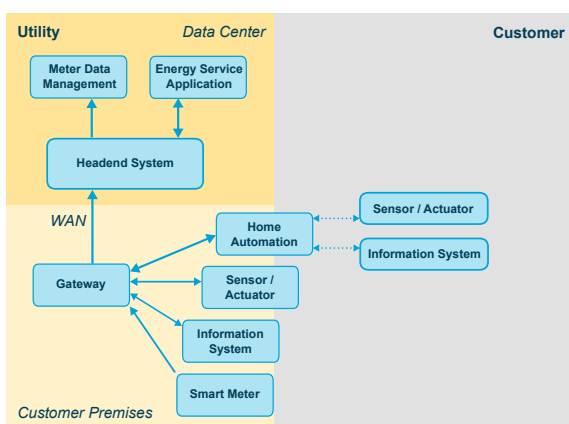 Utility
Data Center
Customer
Meter Data
Management
Energy Service
Application
Headend System
WAN
Sensor / Actuator
Home
Automation
Information System
Gateway
Sensor /
Actuator
Information
System
Smart Meter
Customer Premises